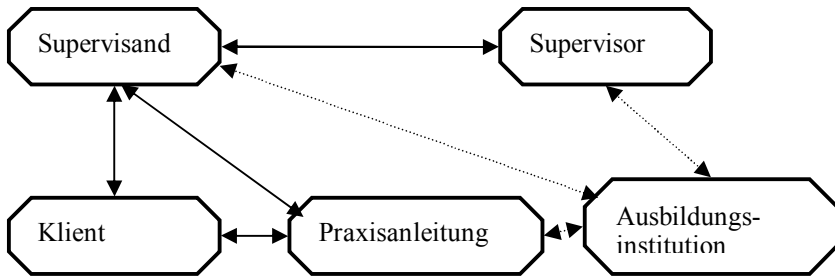 Supervisand
Supervisor
Klient
Praxisanleitung
Ausbildungs-
institution